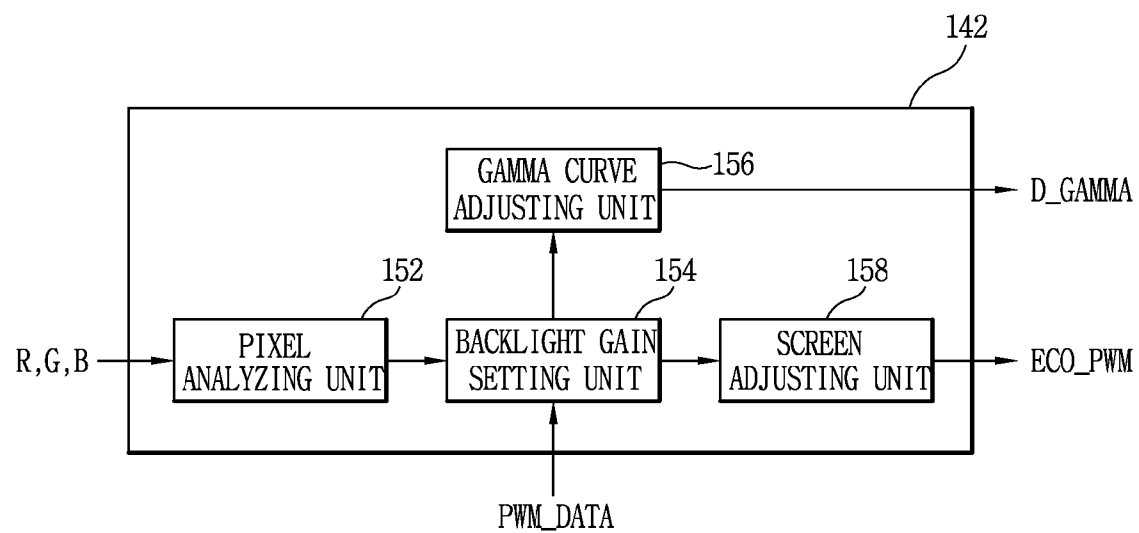 142
GAMMA CURVE
ADJUSTING UNIT
156
D_GAMMA
152
154
158
R,G,B
PIXEL
ANALYZING UNIT
BACKLIGHT GAIN
SETTING UNIT
SCREEN
ADJUSTING UNIT
ECO_PWM
PWM_DATA